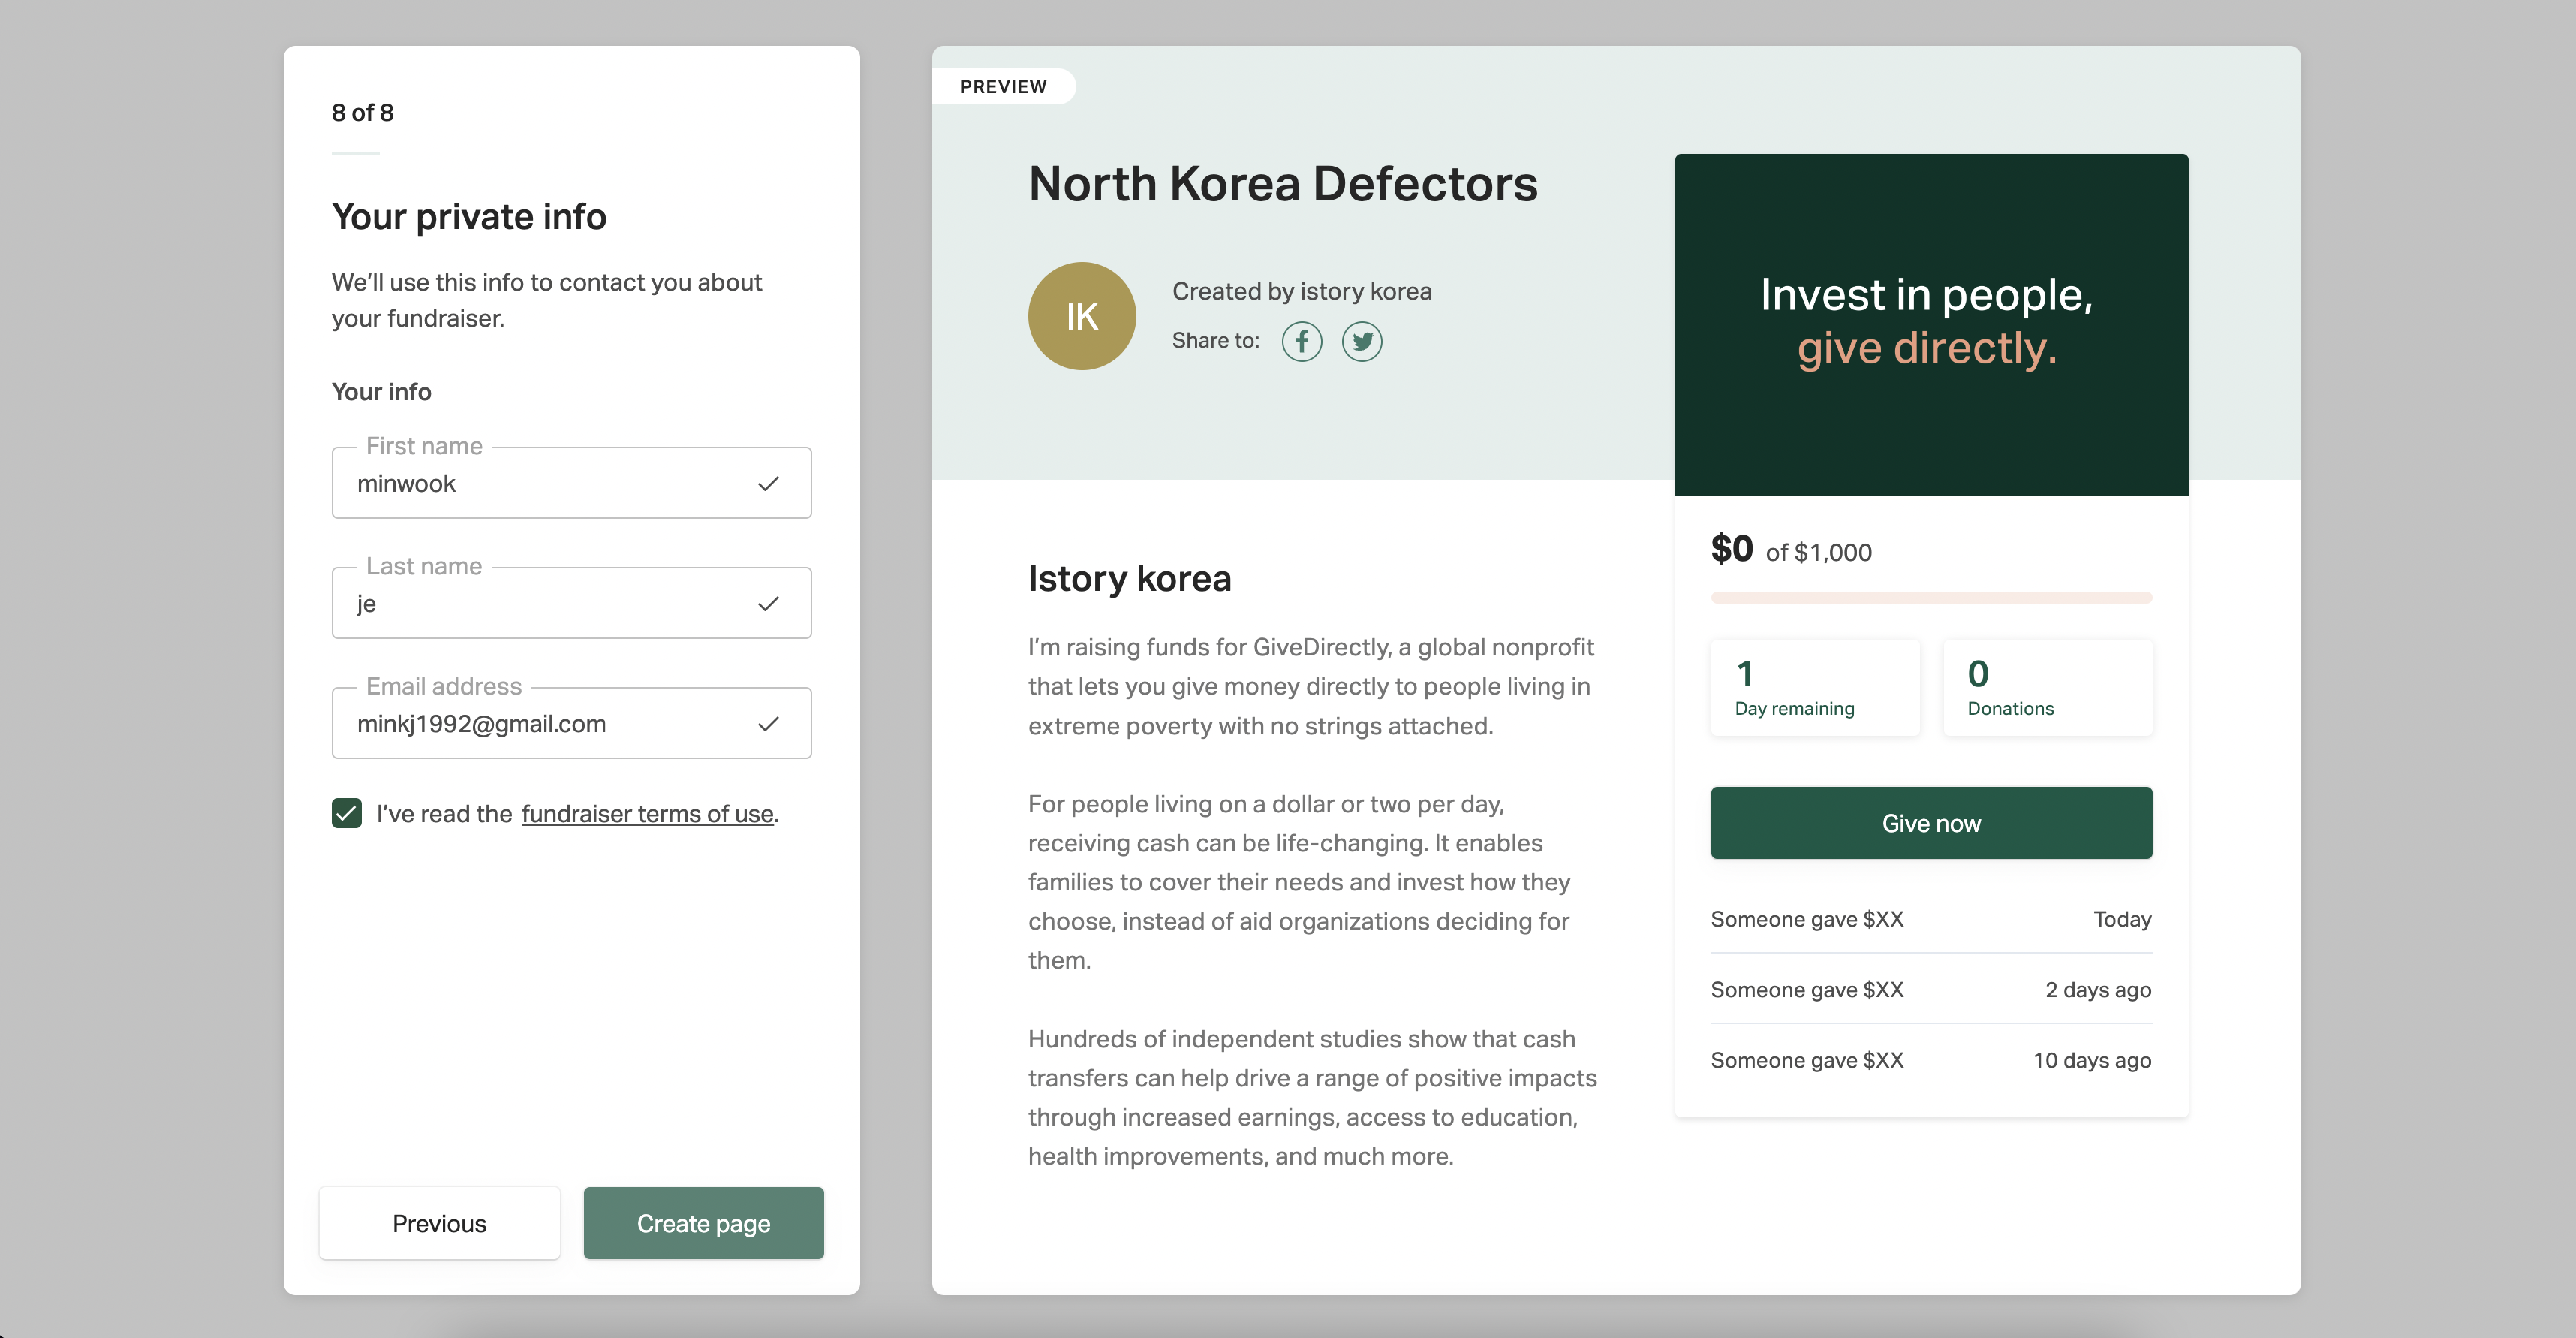 8 of 8
Your private info
We’ll use this info to contact you about
your fundraiser.
Your info
First name
minwook
Last name
je
Email address
minkj1992@gmail.com
I’ve read the fundraiser terms of use.
Previous
Create page
PREVIEW
North Korea Defectors
IK
Created by istory korea
Share to:
Istory korea
I’m raising funds for GiveDirectly, a global nonprofit
that lets you give money directly to people living in
extreme poverty with no strings attached.
For people living on a dollar or two per day,
receiving cash can be life-changing. It enables
families to cover their needs and invest how they
choose, instead of aid organizations deciding for
them.
Hundreds of independent studies show that cash
transfers can help drive a range of positive impacts
through increased earnings, access to education,
health improvements, and much more.
Invest in people,
give directly.
$0 of $1,000
1
Day remaining
0
Donations
Give now
Someone gave $XX Today
Someone gave $XX 2 days ago
Someone gave $XX 10 days ago